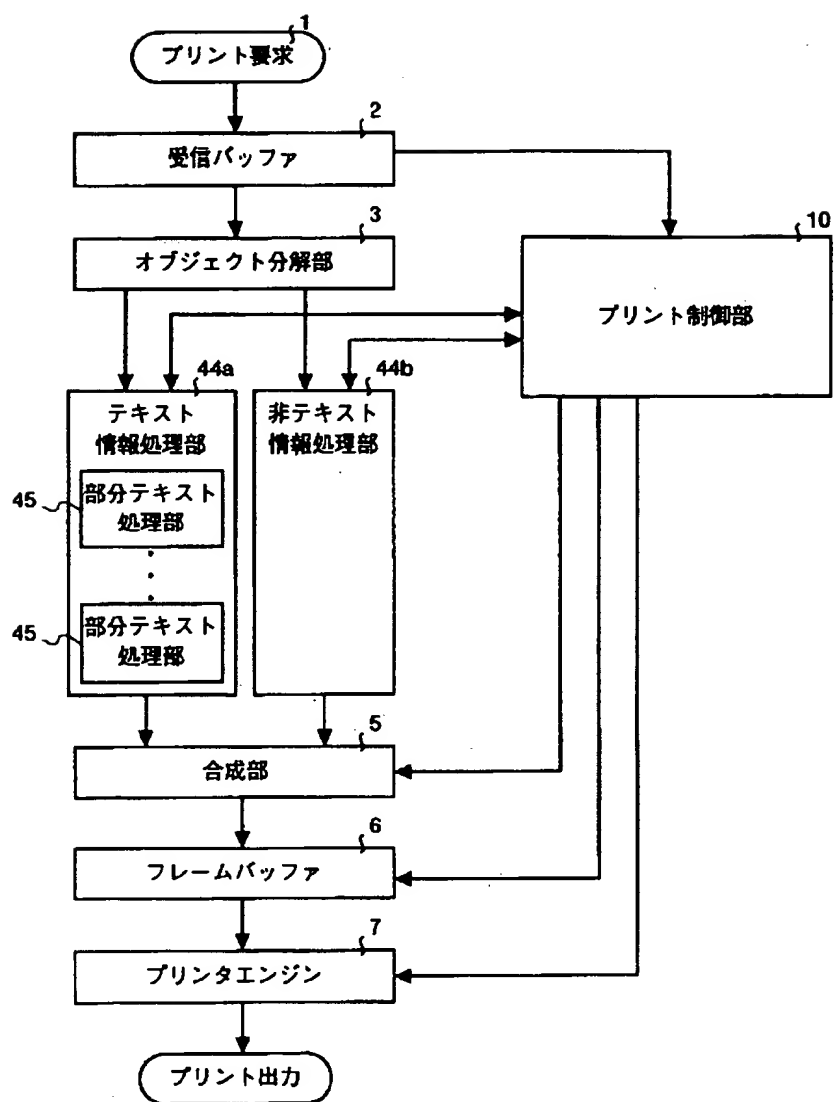 1
プリント要求
2
受信バッファ
3
オブジェクト分解部
10
プリント制御部
44a
テキスト
情報処理部
45
部分テキスト
処理部
45
部分テキスト
処理部
44b
非テキスト
情報処理部
5
合成部
6
フレームバッファ
7
プリンタエンジン
プリント出力